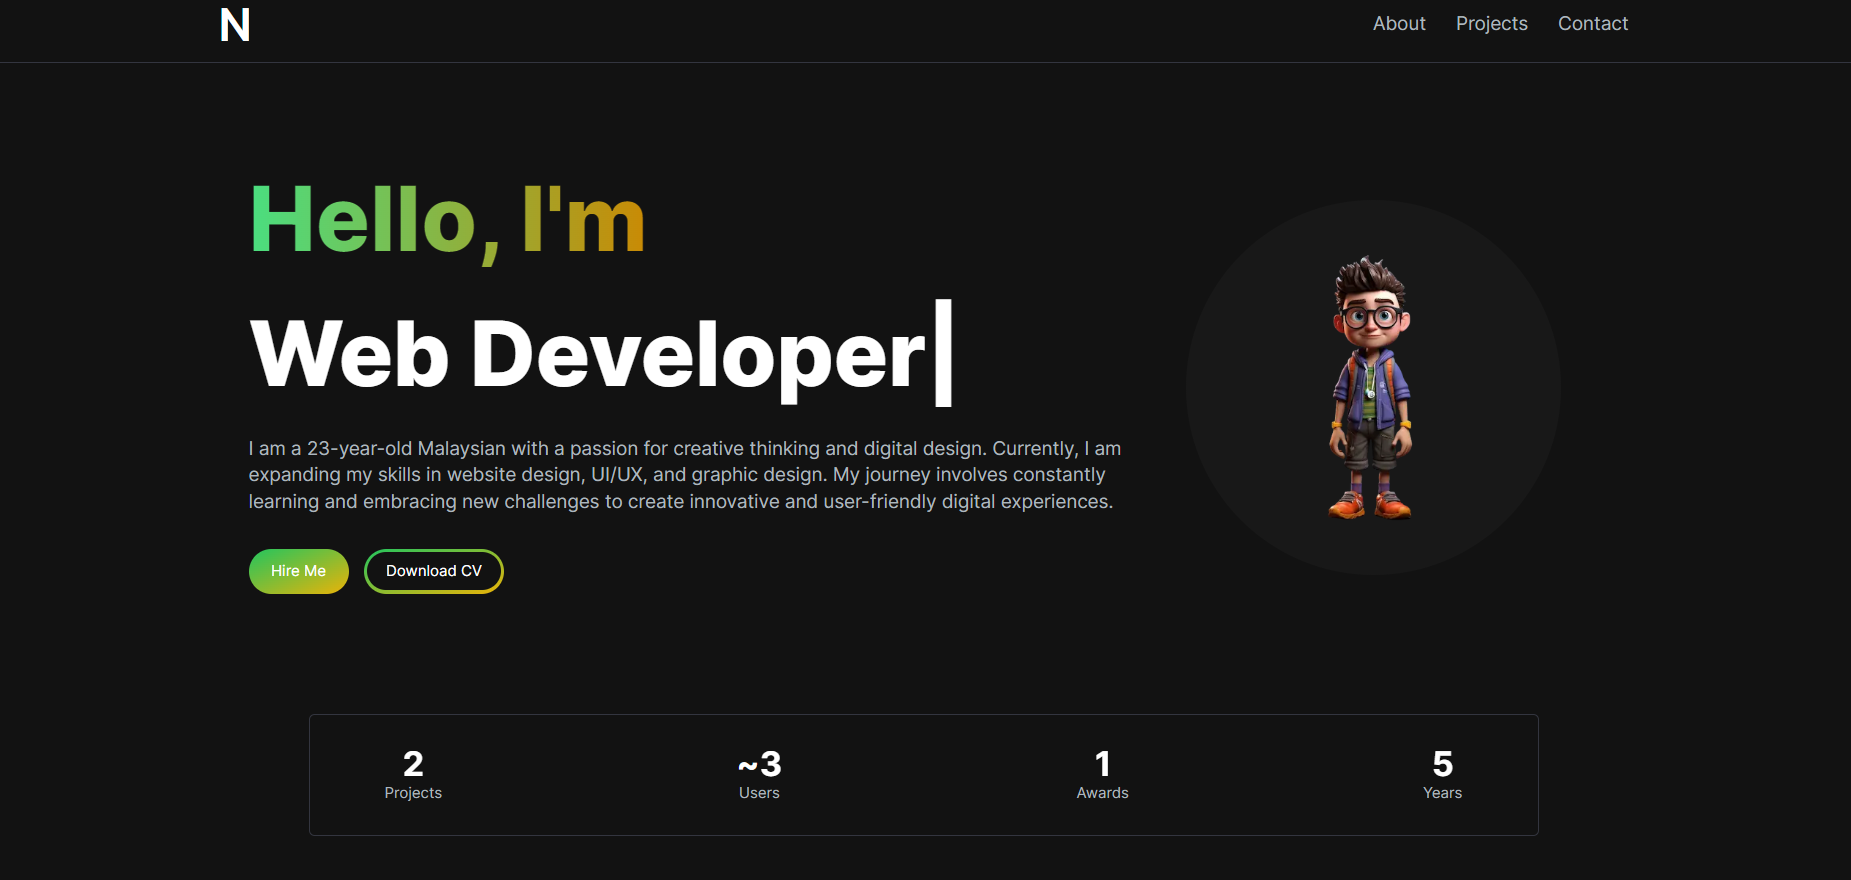 N
About Projects Contact
Hello, I'm
Web Developer|
I am a 23-year-old Malaysian with a passion for creative thinking and digital design. Currently, I am
expanding my skills in website design, UI/UX, and graphic design. My journey involves constantly
learning and embracing new challenges to create innovative and user-friendly digital experiences.
Hire Me Download CV
2 ~3 1 5
Projects Users Awards Years